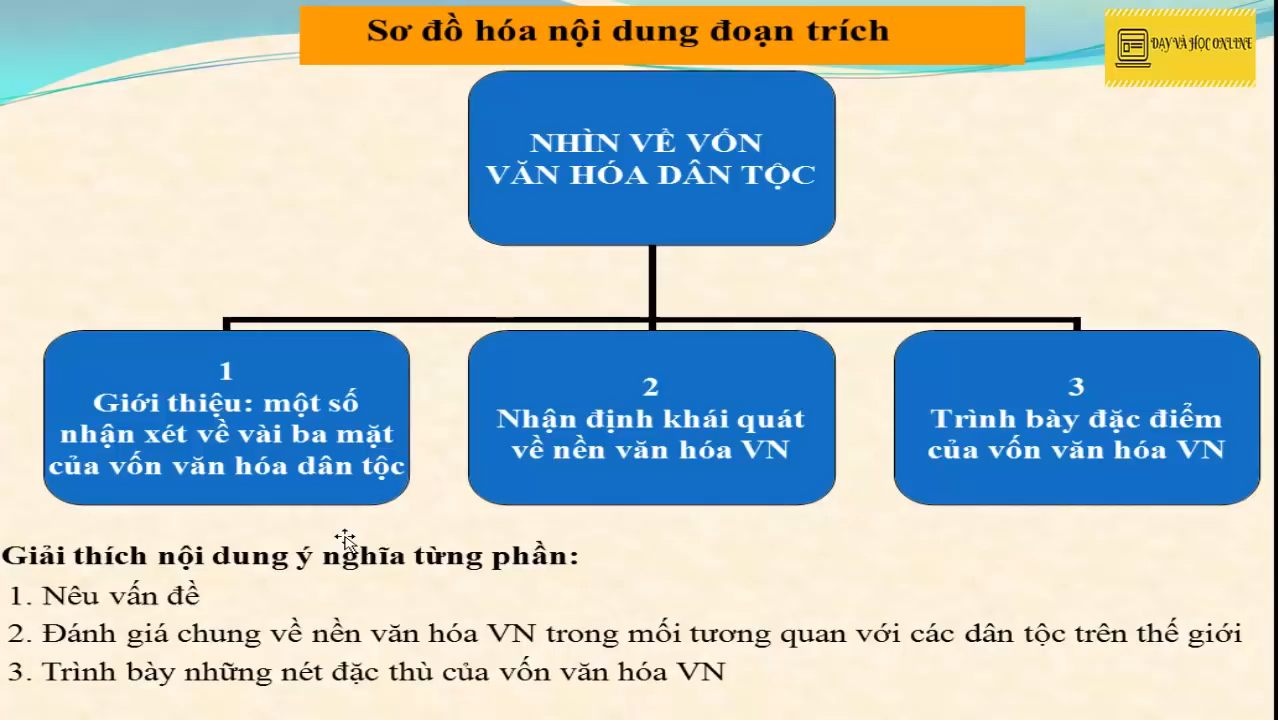 Sơ đồ hóa nội dung đoạn trích
DẠY VÀ HỌC ONLINE
NHÌN VỀ VỐN
VĂN HÓA DÂN TỘC
1
Giới thiệu: một số
nhận xét về vài ba mặt
của vốn văn hóa dân tộc
2
Nhận định khái quát
về nền văn hóa VN
3
Trình bày đặc điểm
của vốn văn hóa VN
Giải thích nội dung ý nghĩa từng phần:
1. Nêu vấn đề
2. Đánh giá chung về nền văn hóa VN trong mối tương quan với các dân tộc trên thế giới
3. Trình bày những nét đặc thù của vốn văn hóa VN